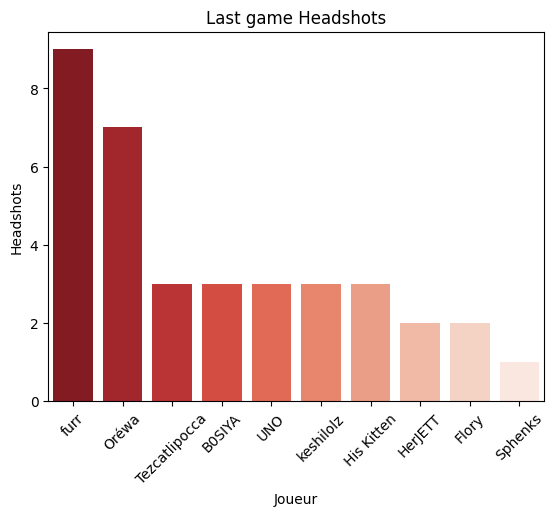 Last game Headshots
Headshots
8
6
4
2
0
furr
Oréwa
Tezcatlipocca
B0SIYA
UNO
keshilolz
His Kitten
HerJETT
Flory
Sphenks
Joueur